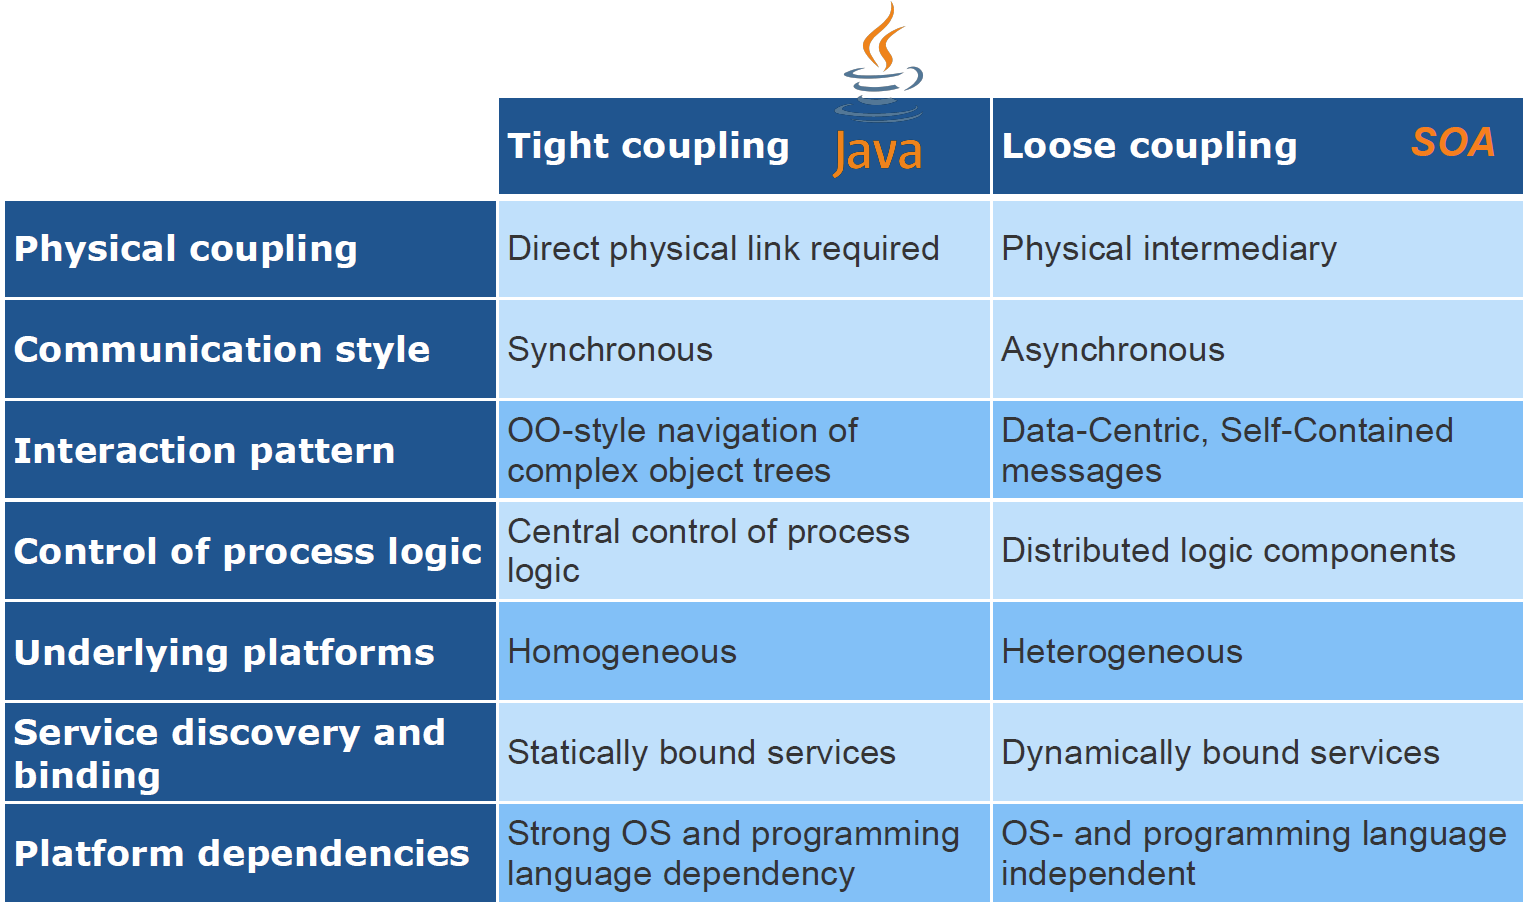 Tight coupling
Java
Loose coupling
SOA
Physical coupling
Direct physical link required
Physical intermediary
Communication style
Synchronous
Asynchronous
Interaction pattern
OO-style navigation of
complex object trees
Data-Centric, Self-Contained
messages
Control of process logic
Central control of process
logic
Distributed logic components
Underlying platforms
Homogeneous
Heterogeneous
Service discovery and
binding
Statically bound services
Dynamically bound services
Platform dependencies
Strong OS and programming
language dependency
OS- and programming language
independent